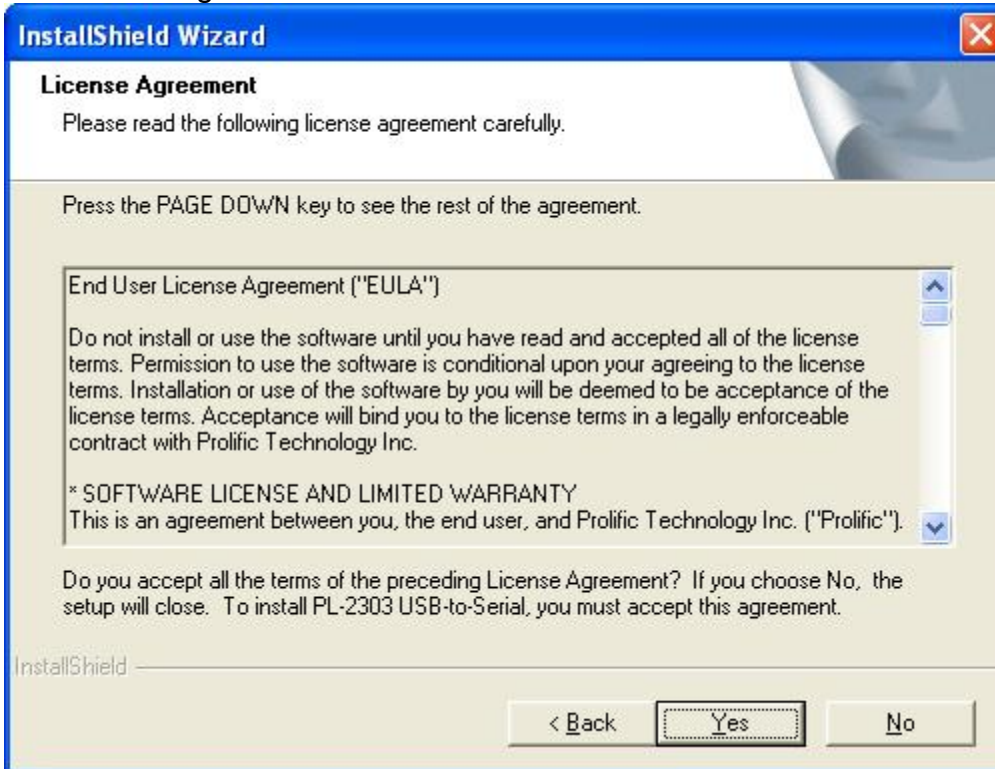 InstallShield Wizard
License Agreement
Please read the following license agreement carefully.
Press the PAGE DOWN key to see the rest of the agreement.
End User License Agreement ("EULA")
Do not install or use the software until you have read and accepted all of the license
terms. Permission to use the software is conditional upon your agreeing to the license
terms. Installation or use of the software by you will be deemed to be acceptance of the
license terms. Acceptance will bind you to the license terms in a legally enforceable
contract with Prolific Technology Inc.
* SOFTWARE LICENSE AND LIMITED WARRANTY
This is an agreement between you, the end user, and Prolific Technology Inc. ("Prolific").
Do you accept all the terms of the preceding License Agreement? If you choose No, the
setup will close. To install PL-2303 USB-to-Serial, you must accept this agreement.
InstallShield
< Back Yes No